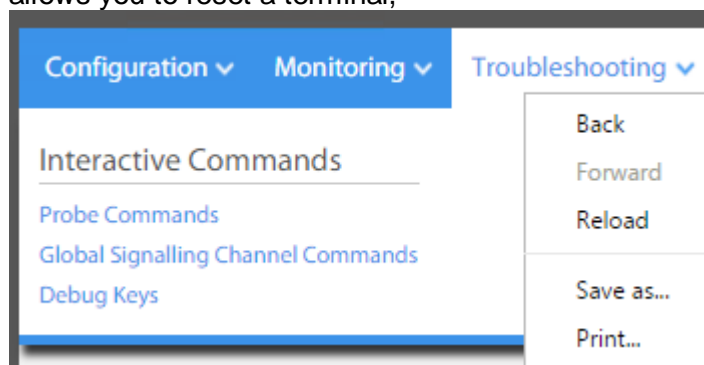 allows you to reset a terminal,
Configuration Monitoring Troubleshooting
Interactive Commands
Probe Commands
Global Signalling Channel Commands
Debug Keys
Back
Forward
Reload
Save as...
Print...